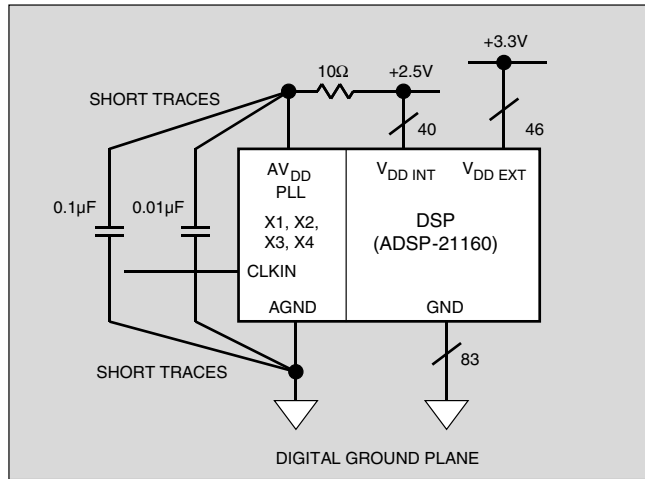 +3.3V
10Ω
+2.5V
SHORT TRACES
40
46
AVDD
PLL
VDD INT
VDD EXT
0.1µF
0.01µF
X1, X2,
X3, X4
DSP
(ADSP-21160)
CLKIN
AGND
GND
SHORT TRACES
83
DIGITAL GROUND PLANE